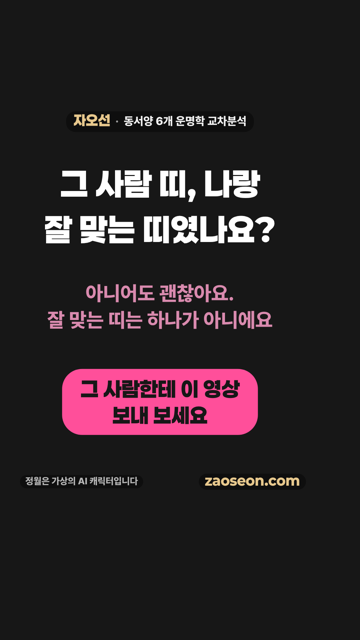 자오선 · 동서양 6개 운명학 교차분석
그 사람 띠, 나랑
잘 맞는 띠였나요?
아니어도 괜찮아요.
잘 맞는 띠는 하나가 아니에요
그 사람한테 이 영상
보내 보세요
정월은 가상의 AI 캐릭터입니다
zaoseon.com